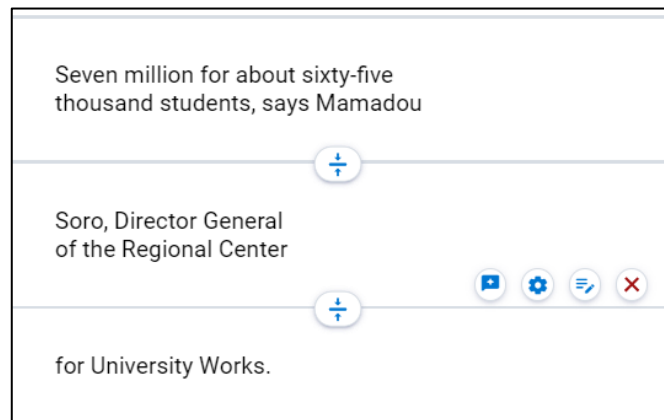 Seven million for about sixty-five
thousand students, says Mamadou
Soro, Director General
of the Regional Center
for University Works.